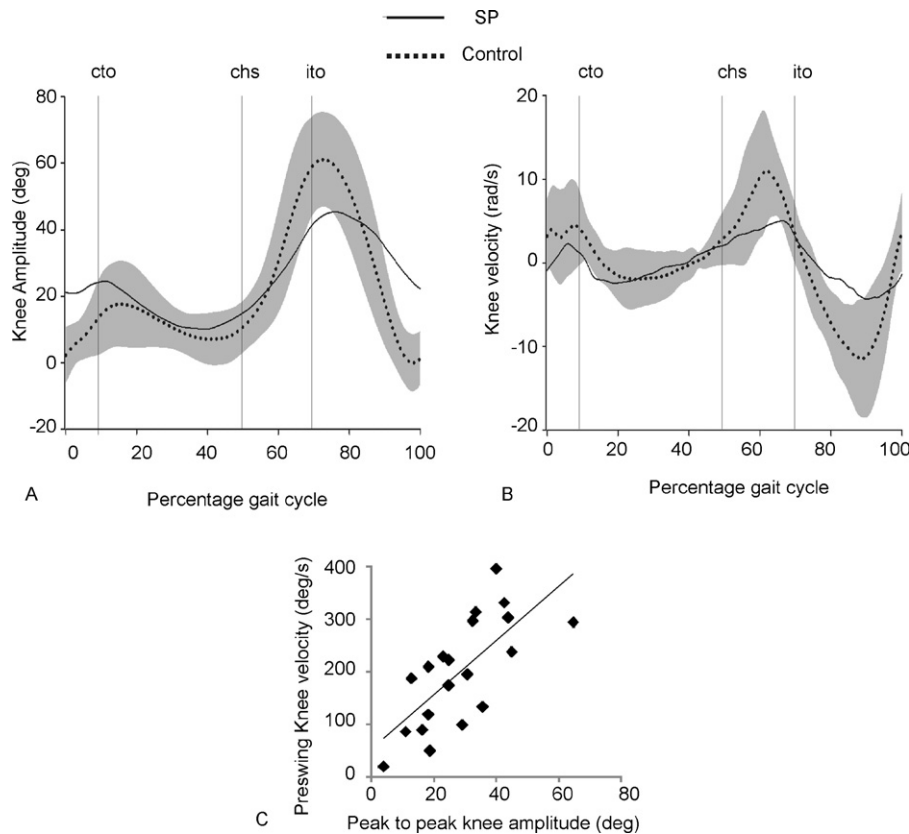 SP
Control
cto chs ito
80
60
40
20
0
-20
Knee Amplitude (deg)
0 20 40 60 80 100
Percentage gait cycle
A
cto chs ito
20
10
0
-10
-20
Knee velocity (rad/s)
0 20 40 60 80 100
Percentage gait cycle
B
400
300
200
100
0
Preswing Knee velocity (deg/s)
0 20 40 60 80
Peak to peak knee amplitude (deg)
C